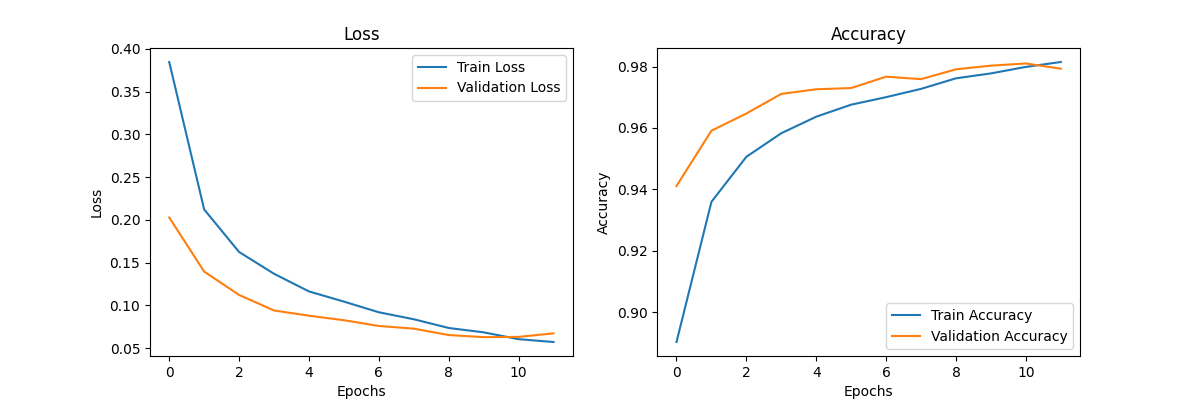 Loss
0.40
0.35
0.30
0.25
0.20
0.15
0.10
0.05
Loss
Train Loss
Validation Loss
0 2 4 6 8 10
Epochs
Accuracy
0.98
0.96
0.94
0.92
0.90
Accuracy
Train Accuracy
Validation Accuracy
0 2 4 6 8 10
Epochs